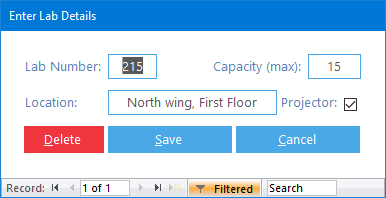 Enter Lab Details
Lab Number: 215 Capacity (max): 15
Location: North wing, First Floor Projector:
Delete Save Cancel
Record: 1 of 1 Filtered Search